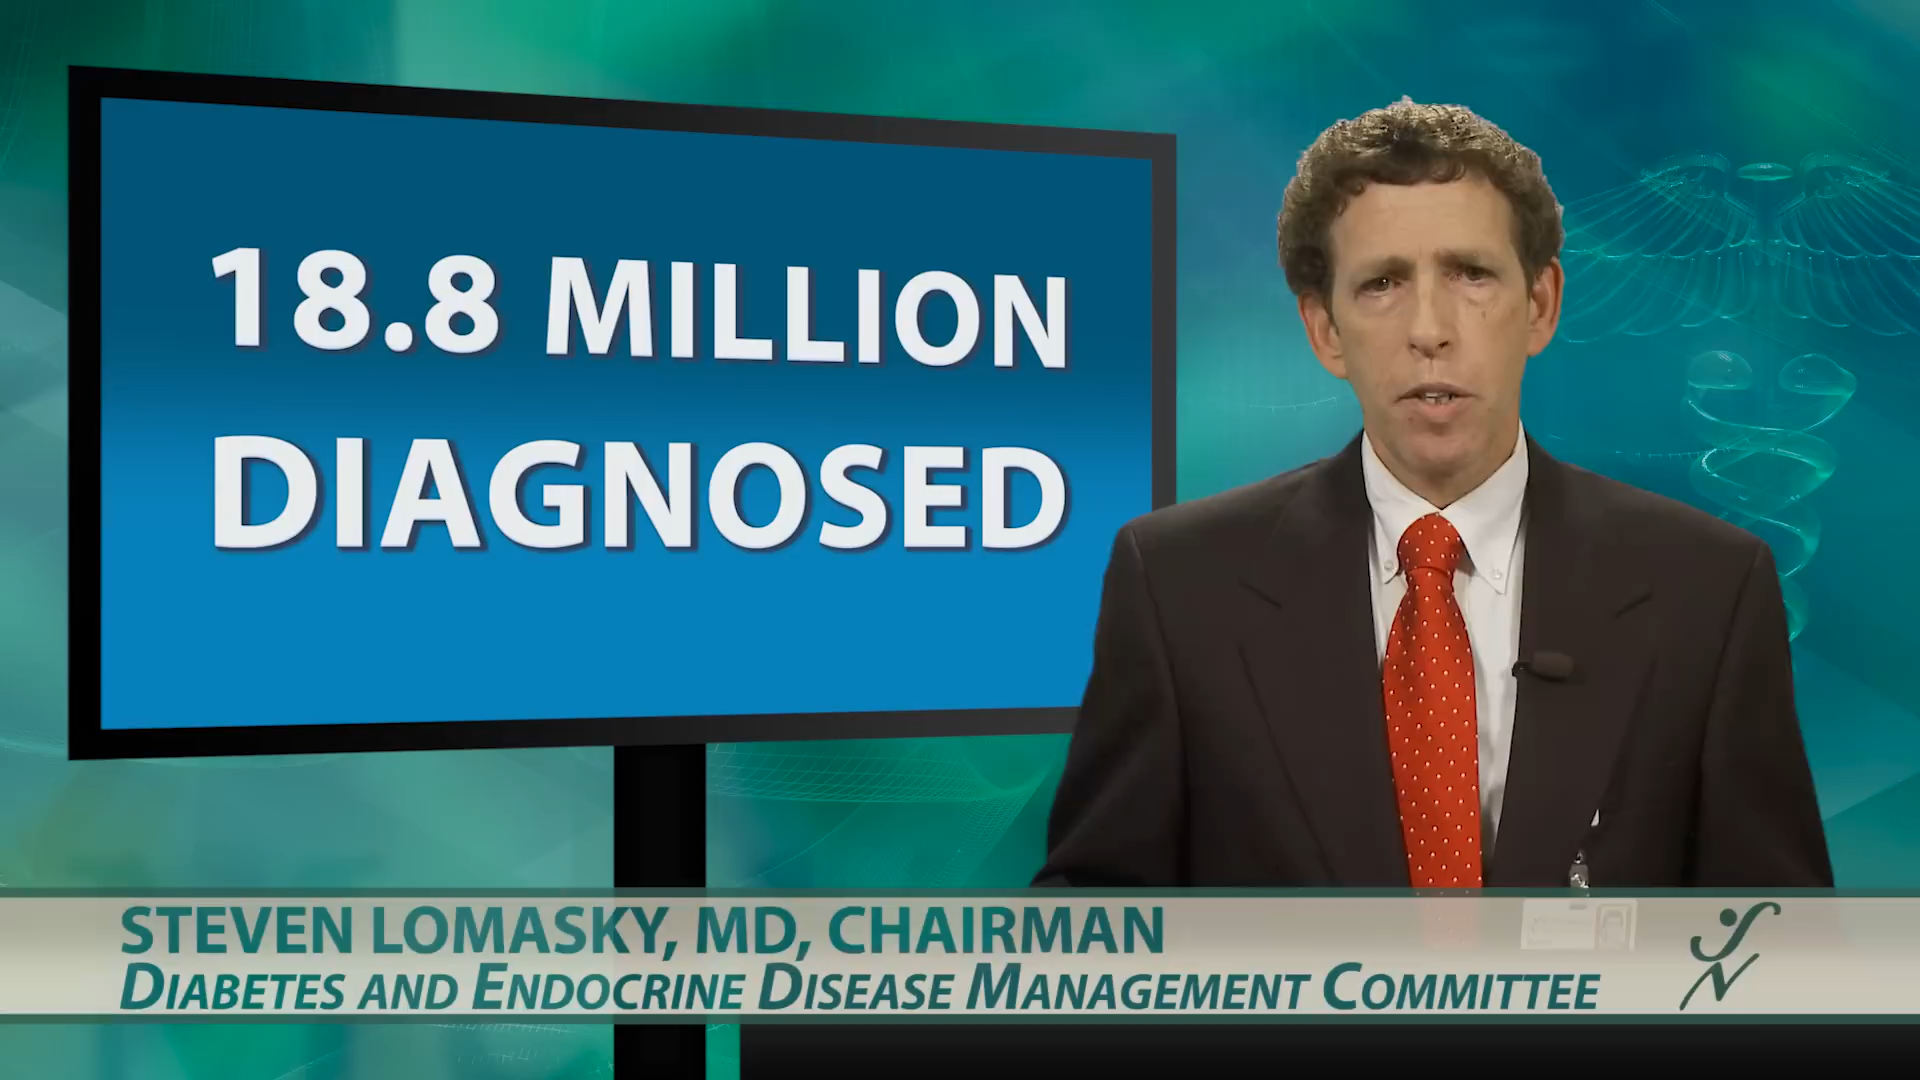 18.8 MILLION
DIAGNOSED
STEVEN LOMASKY, MD, CHAIRMAN
DIABETES AND ENDOCRINE DISEASE MANAGEMENT COMMITTEE